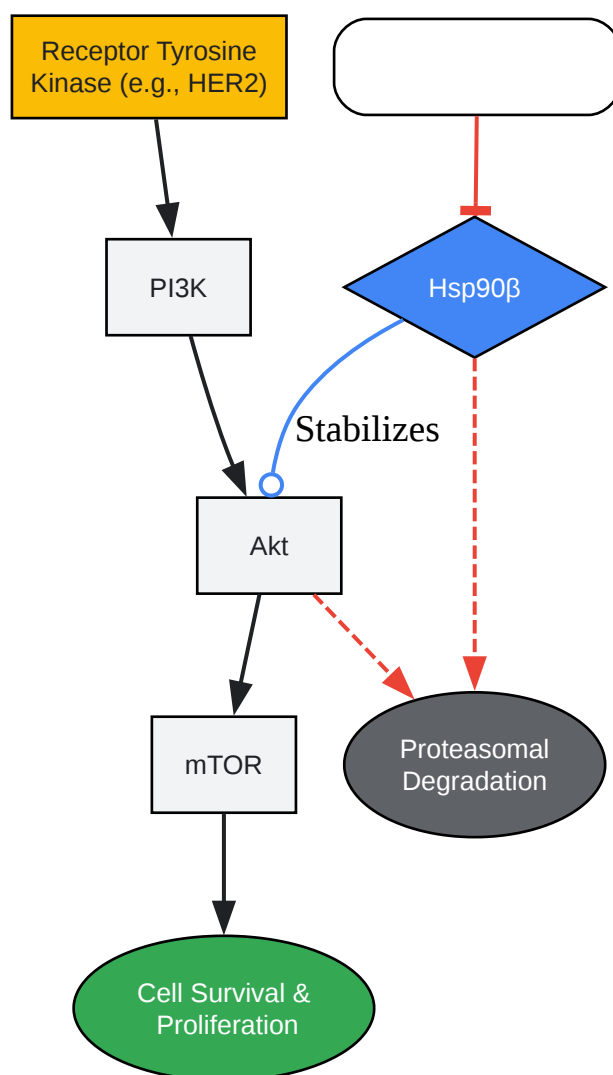 Receptor Tyrosine
Kinase (e.g., HER2)
PI3K
Hsp90β
Stabilizes
Akt
mTOR
Proteasomal
Degradation
Cell Survival &
Proliferation